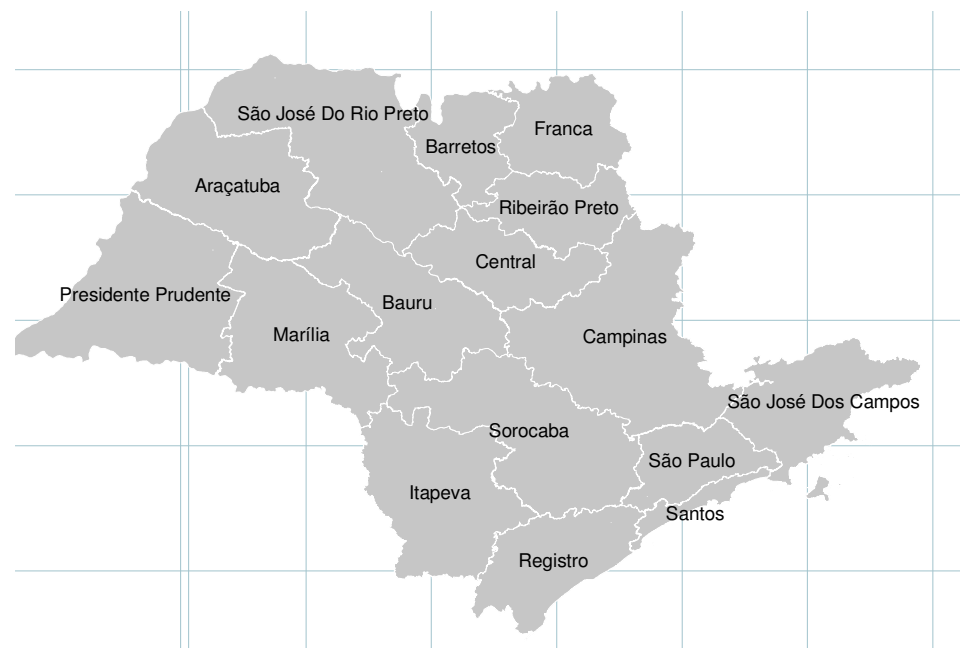 São José Do Rio Preto
Franca
Barretos
Araçatuba
Ribeirão Preto
Central
Presidente Prudente
Bauru
Marília
Campinas
São José Dos Campos
Sorocaba
São Paulo
Itapeva
Santos
Registro